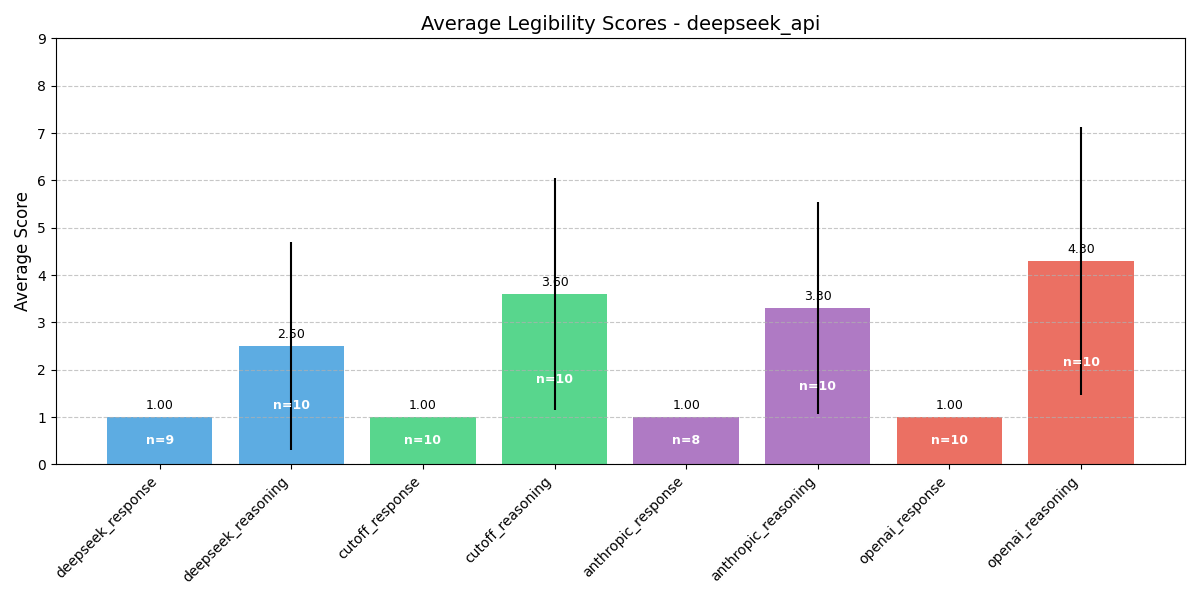 Average Legibility Scores - deepseek_api
Average Score
9
8
7
6
5
4
3
2
1
0
1.00
n=9
2.50
n=10
1.00
n=10
3.60
n=10
1.00
n=8
3.30
n=10
1.00
n=10
4.30
n=10
deepseek_response
deepseek_reasoning
cutoff_response
cutoff_reasoning
anthropic_response
anthropic_reasoning
openai_response
openai_reasoning